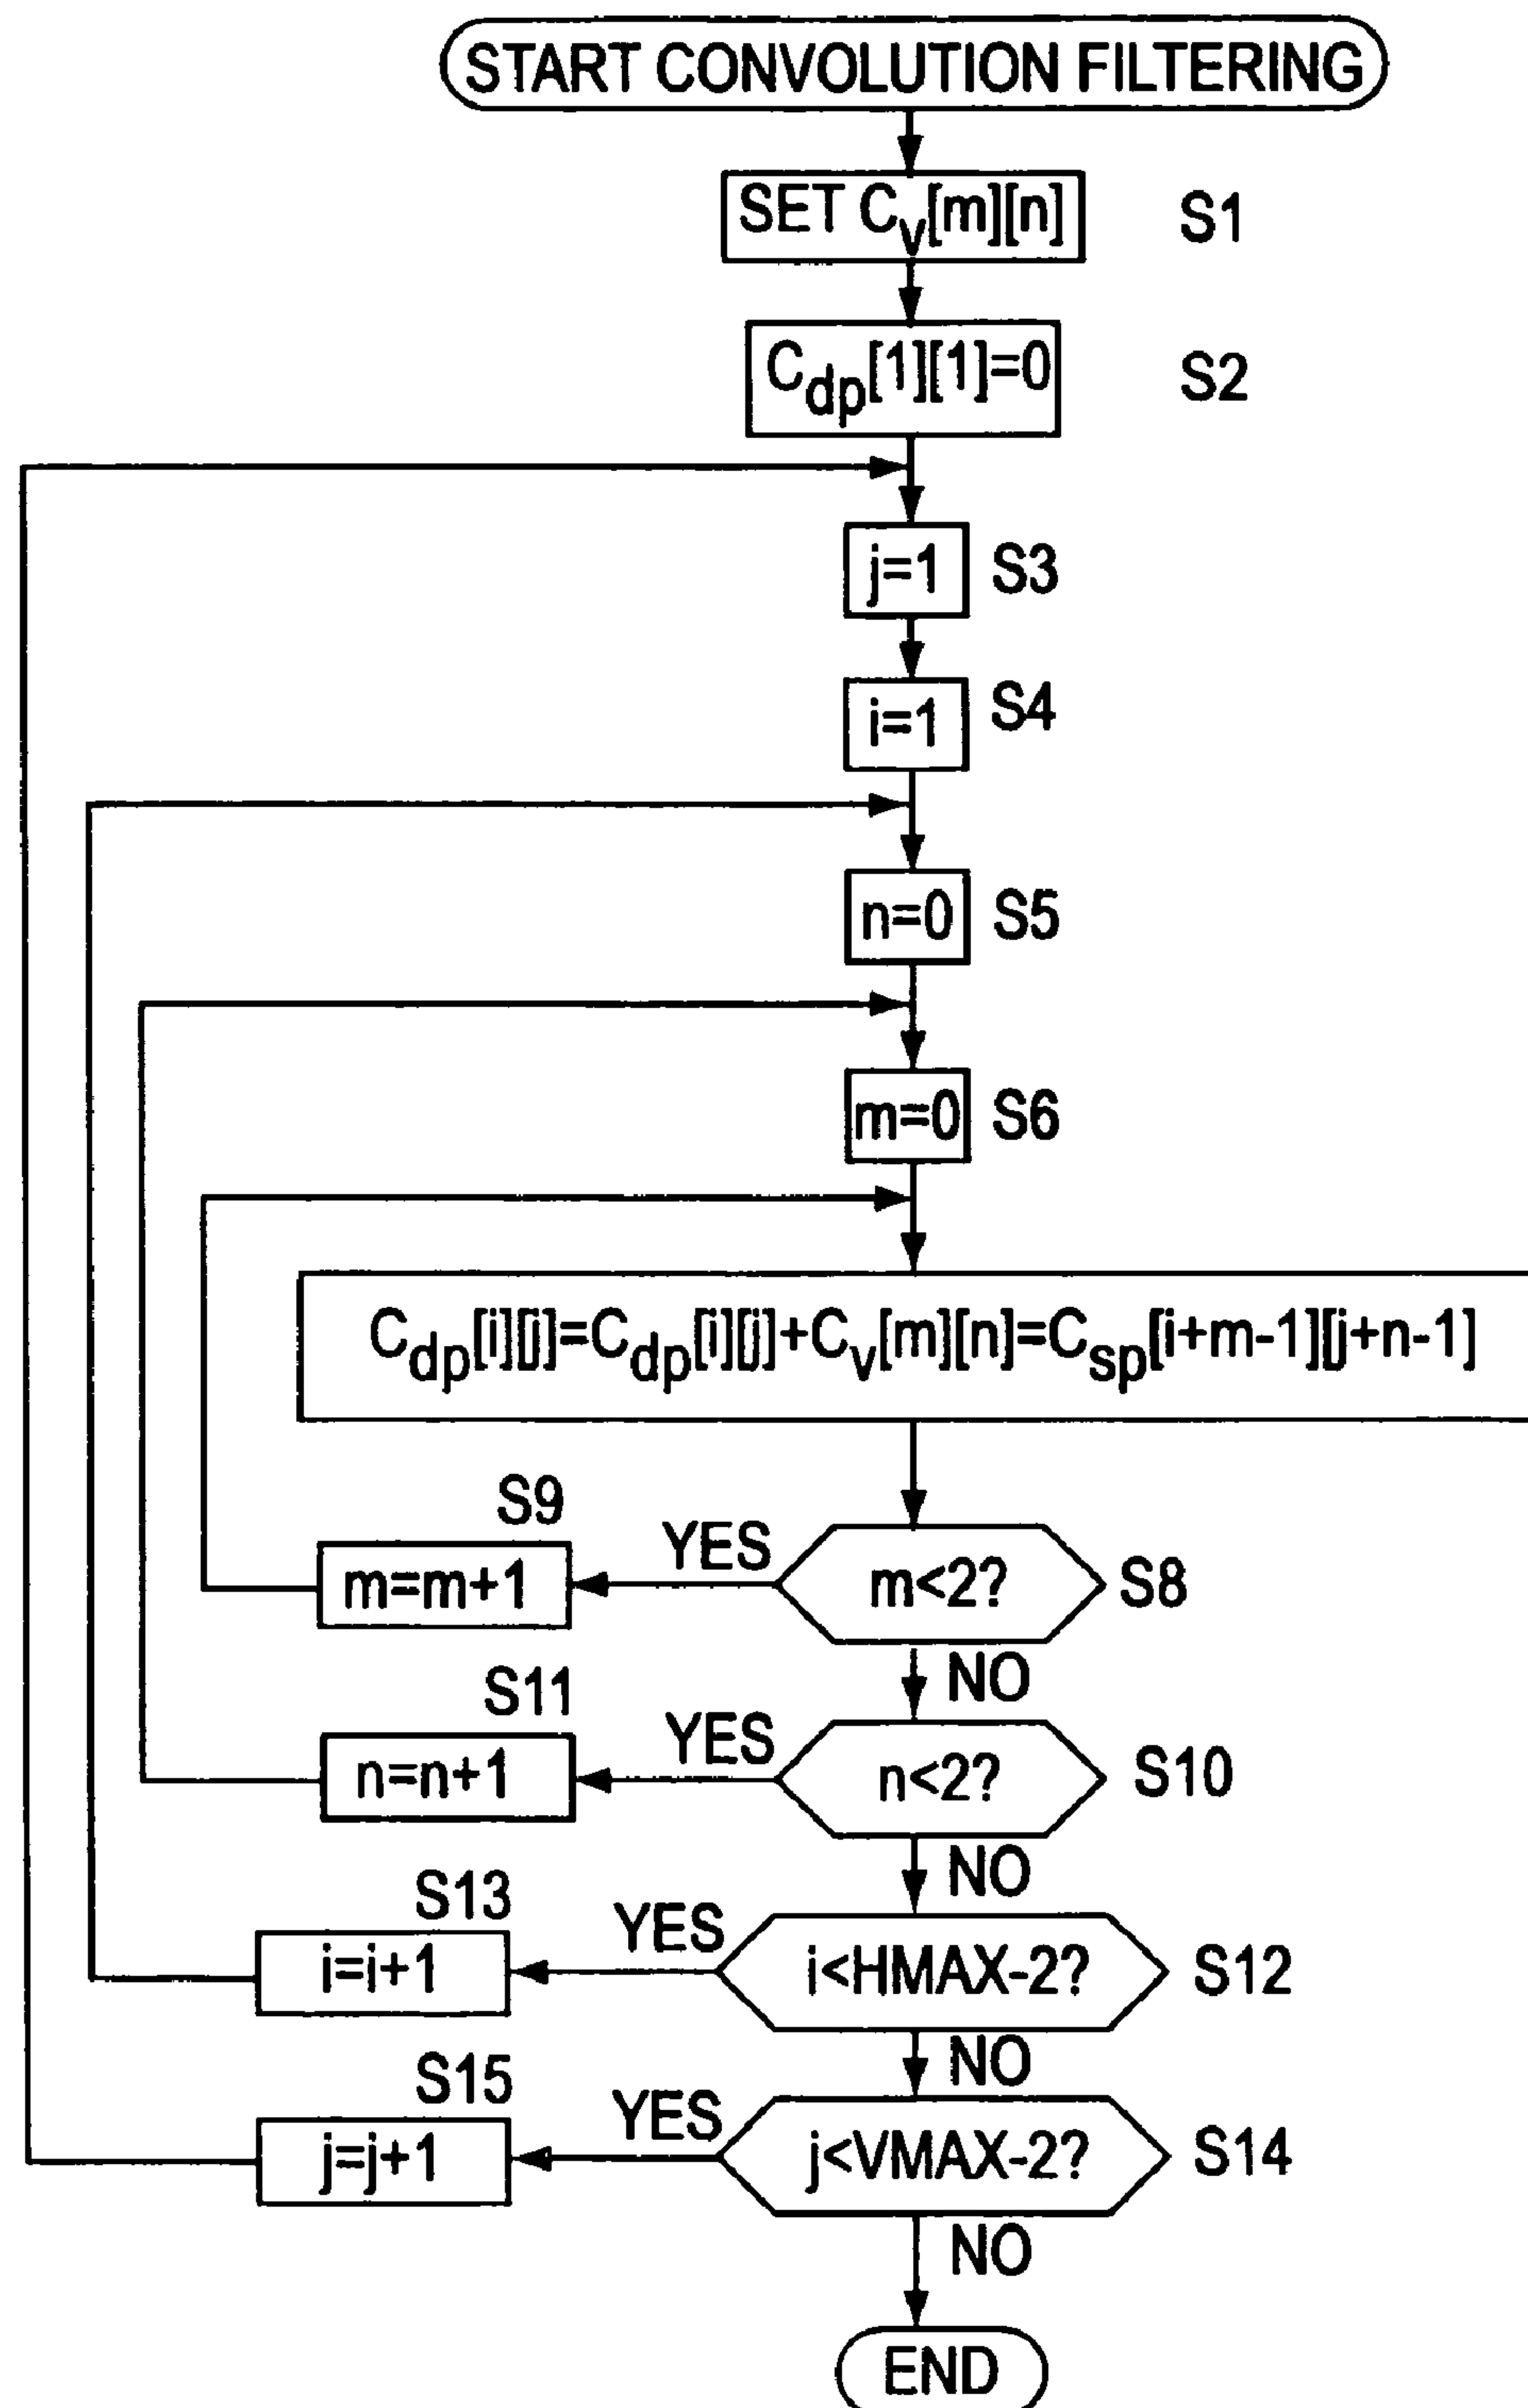 START CONVOLUTION FILTERING
SET Cv[m][n] S1
Cdp[1][1]=0 S2
j=1 S3
i=1 S4
n=0 S5
m=0 S6
Cdp[i][j]=Cdp[i][j]+Cv[m][n]=Csp[i+m-1][j+n-1]
S9
m=m+1 YES m<2? S8
NO
S11
n=n+1 YES n<2? S10
NO
S13
i=i+1 YES i<HMAX-2? S12
NO
S15
j=j+1 YES j<VMAX-2? S14
NO
END